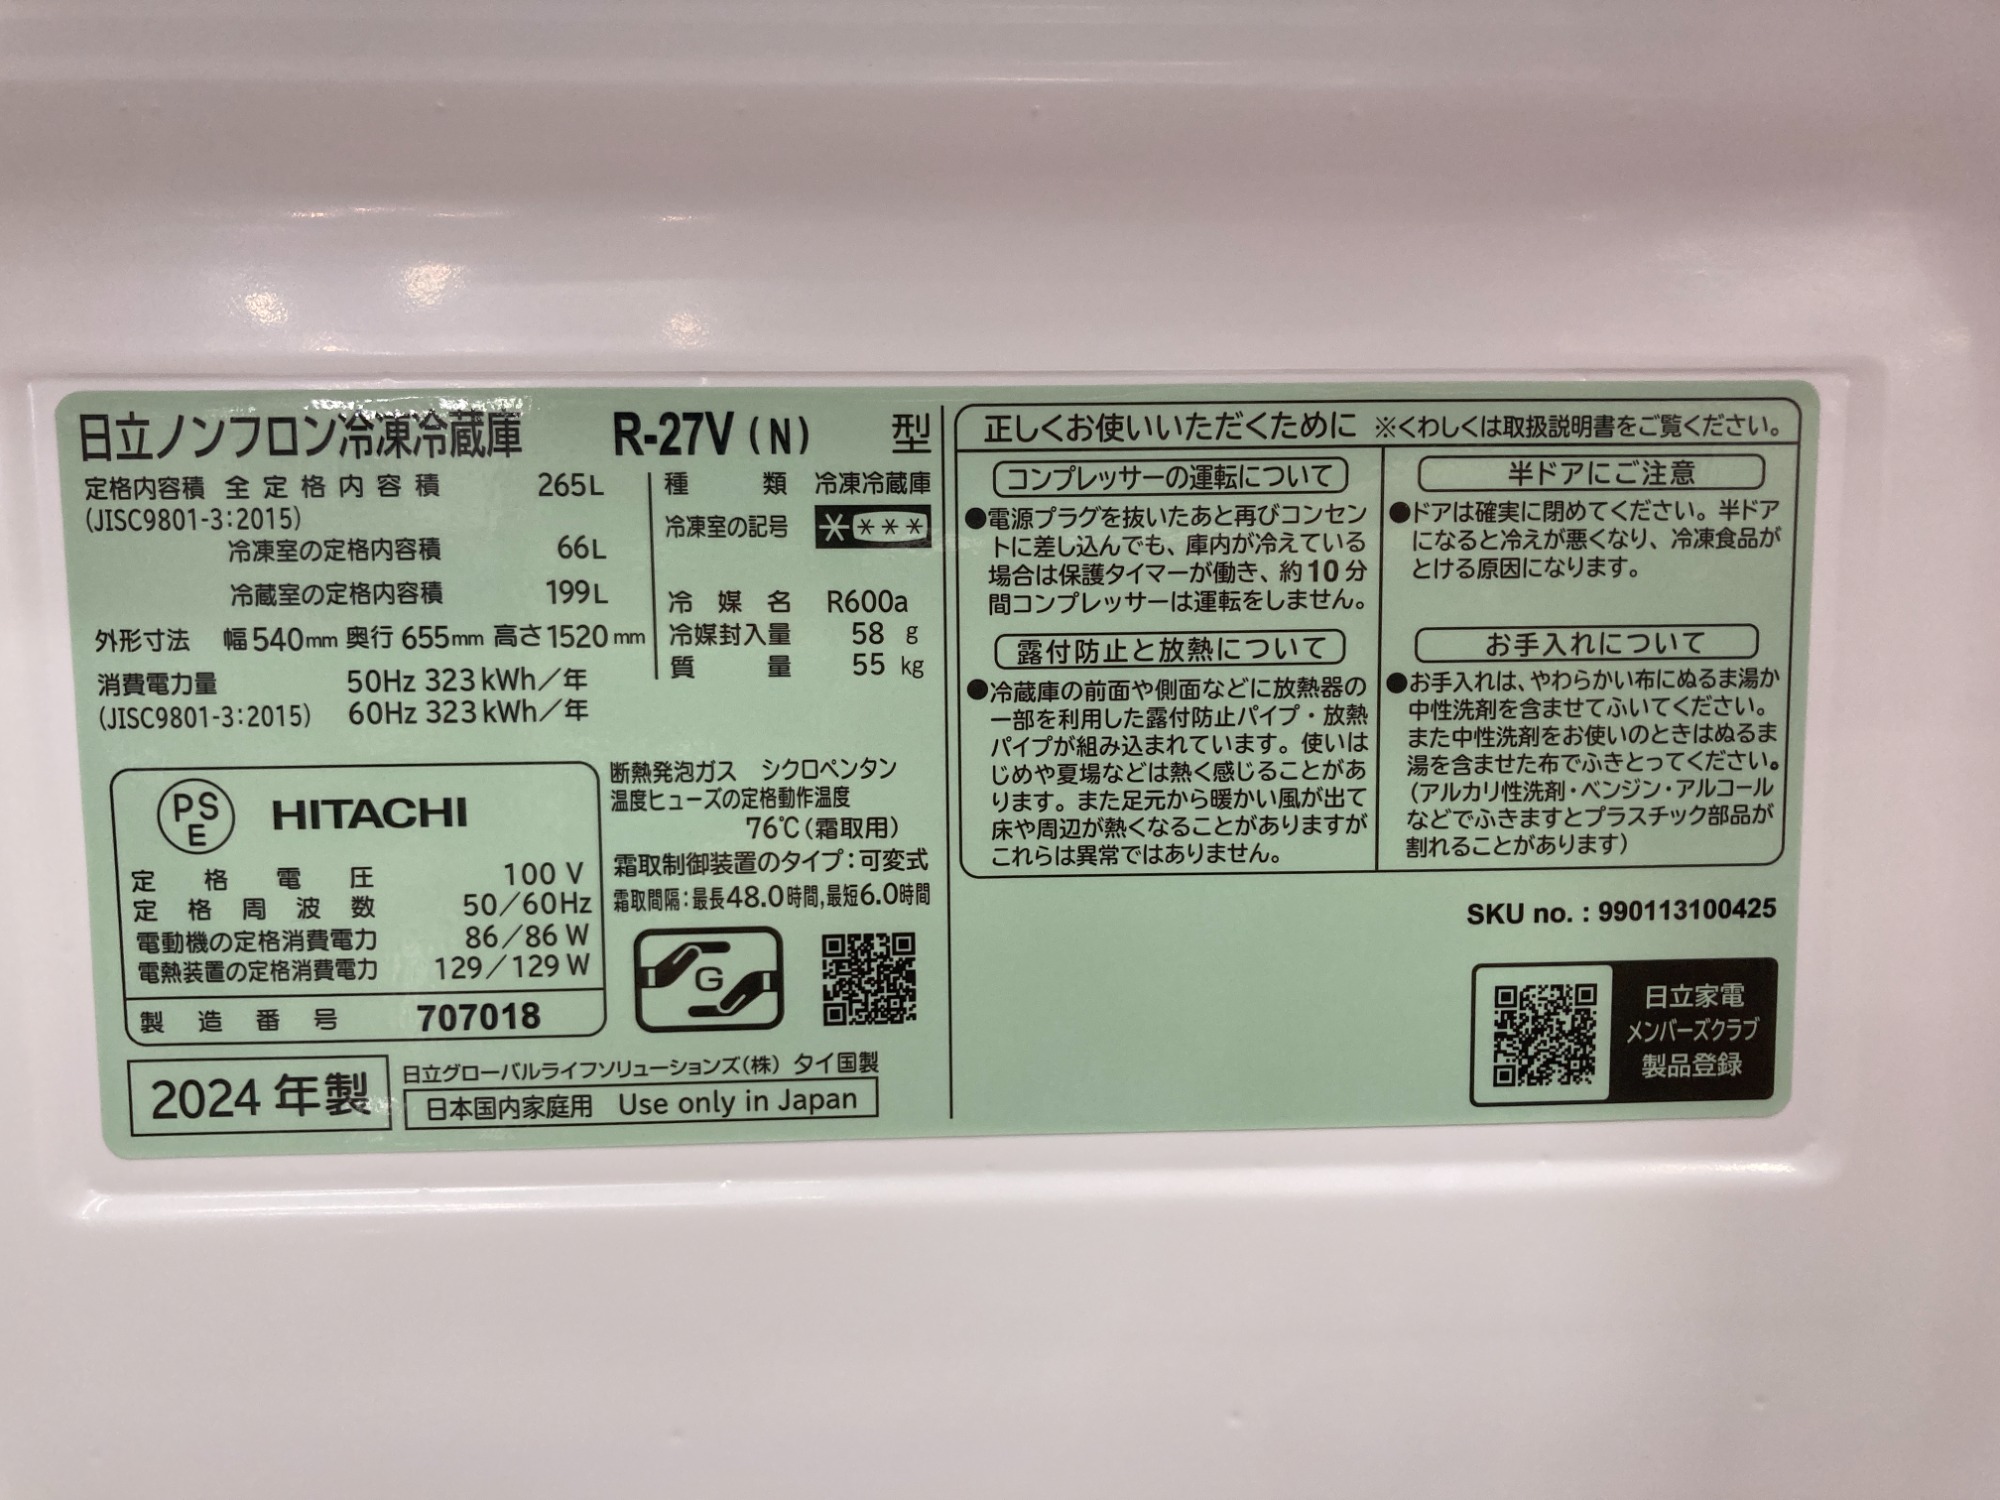 日立ノンフロン冷凍冷蔵庫 R-27V(N) 型
定格内容積 全定格内容積 265L
(JISC9801-3:2015)
冷凍室の定格内容積 66L
冷蔵室の定格内容積 199L
外形寸法 幅540mm 奥行655mm 高さ1520mm
消費電力量 50Hz 323kWh/年
(JISC9801-3:2015) 60Hz 323kWh/年
種類 冷凍冷蔵庫
冷凍室の記号 ****
冷媒名 R600a
冷媒封入量 58 g
質量 55 kg
PSE HITACHI
定格電圧 100V
定格周波数 50/60Hz
電動機の定格消費電力 86/86W
電熱装置の定格消費電力 129/129W
製造番号 707018
断熱発泡ガス シクロペンタン
温度ヒューズの定格動作温度
76℃(霜取用)
霜取制御装置のタイプ:可変式
霜取間隔:最長48.0時間,最短6.0時間
G
2024年製
日立グローバルライフソリューションズ(株) タイ国製
日本国内家庭用 Use only in Japan
正しくお使いいただくために ※くわしくは取扱説明書をご覧ください。
コンプレッサーの運転について
●電源プラグを抜いたあと再びコンセン
トに差し込んでも、庫内が冷えている
場合は保護タイマーが働き、約10分
間コンプレッサーは運転をしません。
露付防止と放熱について
●冷蔵庫の前面や側面などに放熱器の
一部を利用した露付防止パイプ・放熱
パイプが組み込まれています。使いは
じめや夏場などは熱く感じることがあ
ります。また足元から暖かい風が出て
床や周辺が熱くなることがありますが
これらは異常ではありません。
半ドアにご注意
●ドアは確実に閉めてください。半ドア
になると冷えが悪くなり、冷凍食品が
とける原因になります。
お手入れについて
●お手入れは、やわらかい布にぬるま湯か
中性洗剤を含ませてふいてください。
また中性洗剤をお使いのときはぬるま
湯を含ませた布でふきとってください。
(アルカリ性洗剤・ベンジン・アルコール
などでふきますとプラスチック部品が
割れることがあります)
SKU no. : 990113100425
日立家電
メンバーズクラブ
製品登録